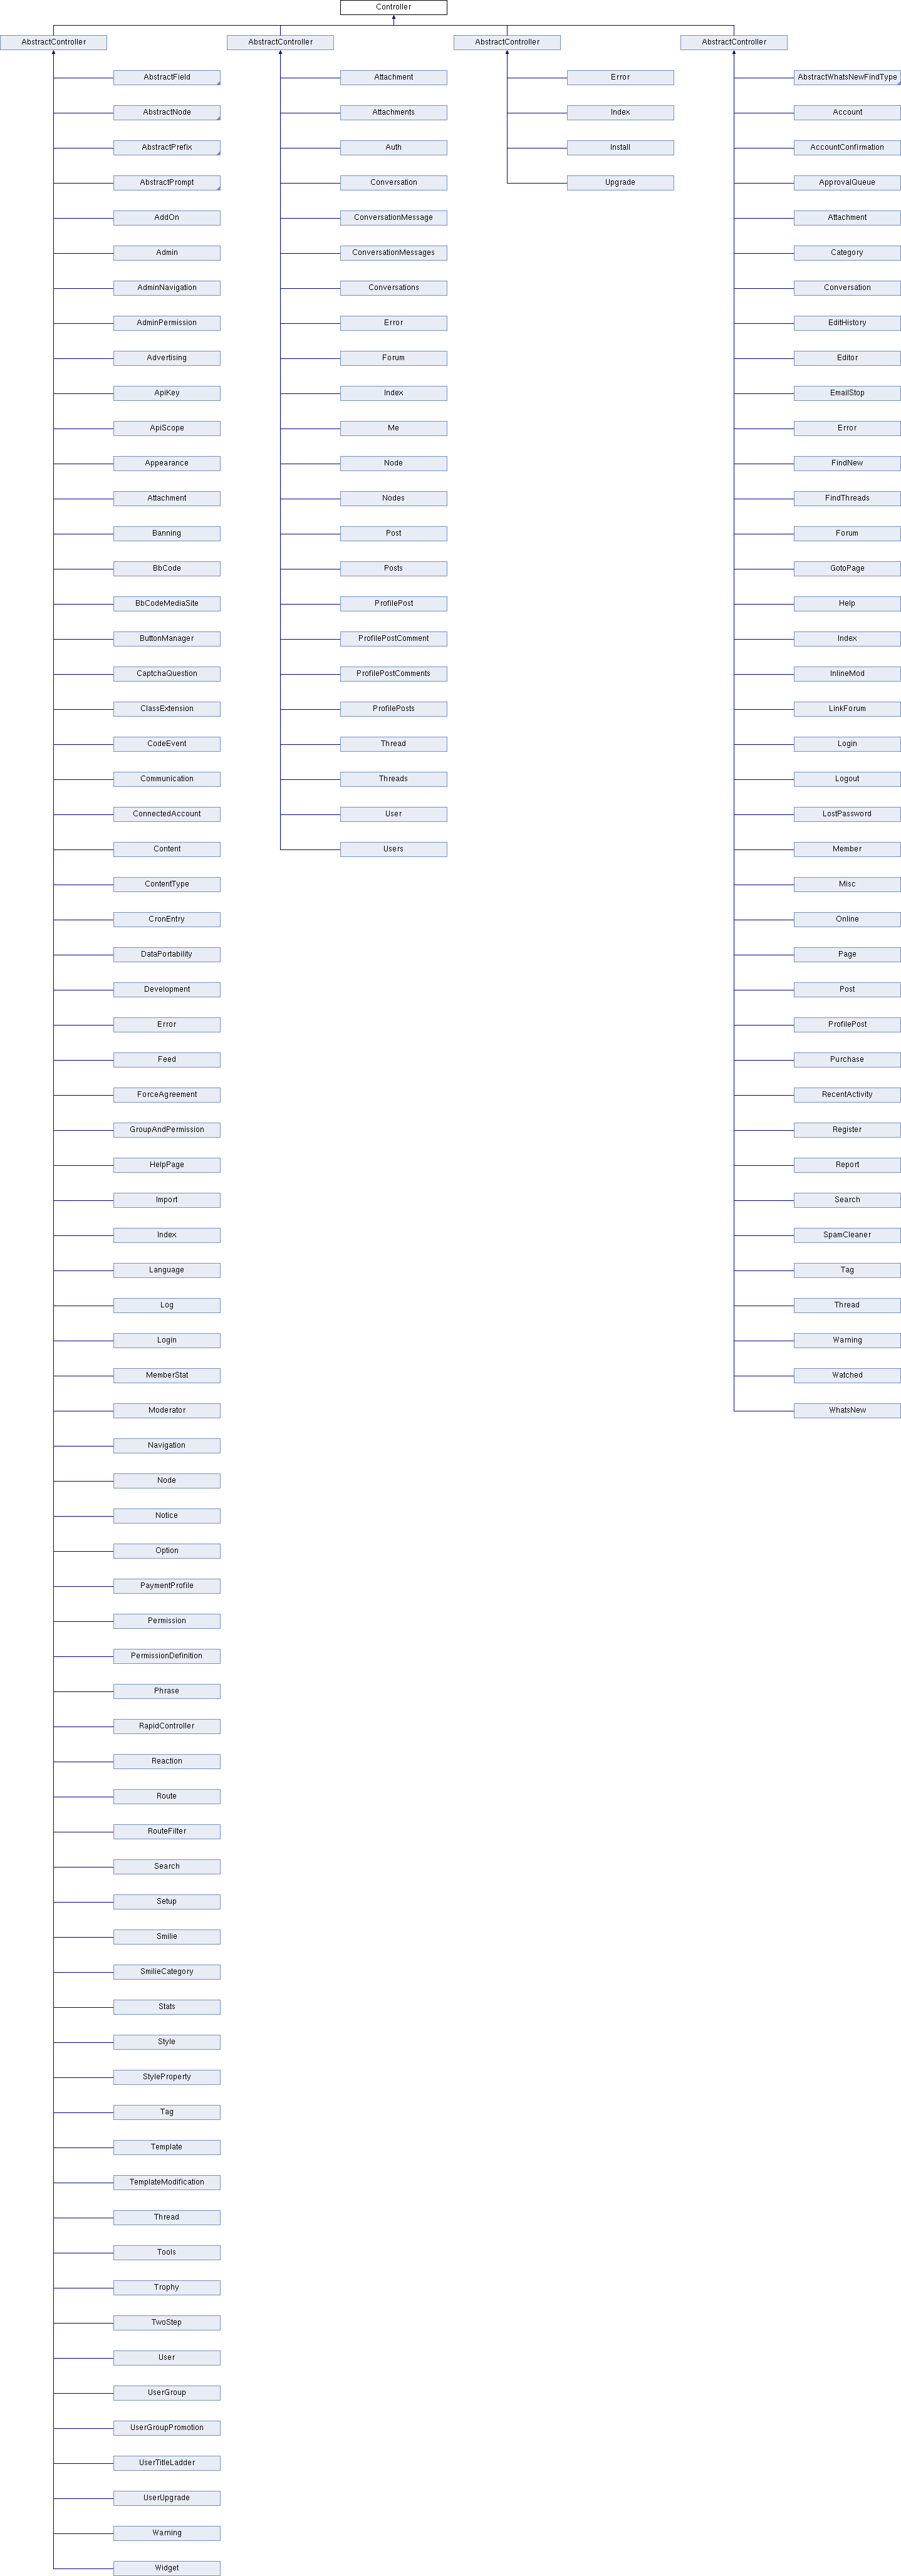 Controller
AbstractController
AbstractField
AbstractNode
AbstractPrefix
AbstractPrompt
AddOn
Admin
AdminNavigation
AdminPermission
Advertising
ApiKey
ApiScope
Appearance
Attachment
Banning
BbCode
BbCodeMediaSite
ButtonManager
CaptchaQuestion
ClassExtension
CodeEvent
Communication
ConnectedAccount
Content
ContentType
CronEntry
DataPortability
Development
Error
Feed
ForceAgreement
GroupAndPermission
HelpPage
Import
Index
Language
Log
Login
MemberStat
Moderator
Navigation
Node
Notice
Option
PaymentProfile
Permission
PermissionDefinition
Phrase
RapidController
Reaction
Route
RouteFilter
Search
Setup
Smilie
SmilieCategory
Stats
Style
StyleProperty
Tag
Template
TemplateModification
Thread
Tools
Trophy
TwoStep
User
UserGroup
UserGroupPromotion
UserTitleLadder
UserUpgrade
Warning
Widget
AbstractController
Attachment
Attachments
Auth
Conversation
ConversationMessage
ConversationMessages
Conversations
Error
Forum
Index
Me
Node
Nodes
Post
Posts
ProfilePost
ProfilePostComment
ProfilePostComments
ProfilePosts
Thread
Threads
User
Users
AbstractController
Error
Index
Install
Upgrade
AbstractController
AbstractWhatsNewFindType
Account
AccountConfirmation
ApprovalQueue
Attachment
Category
Conversation
EditHistory
Editor
EmailStop
Error
FindNew
FindThreads
Forum
GotoPage
Help
Index
InlineMod
LinkForum
Login
Logout
LostPassword
Member
Misc
Online
Page
Post
ProfilePost
Purchase
RecentActivity
Register
Report
Search
SpamCleaner
Tag
Thread
Warning
Watched
WhatsNew